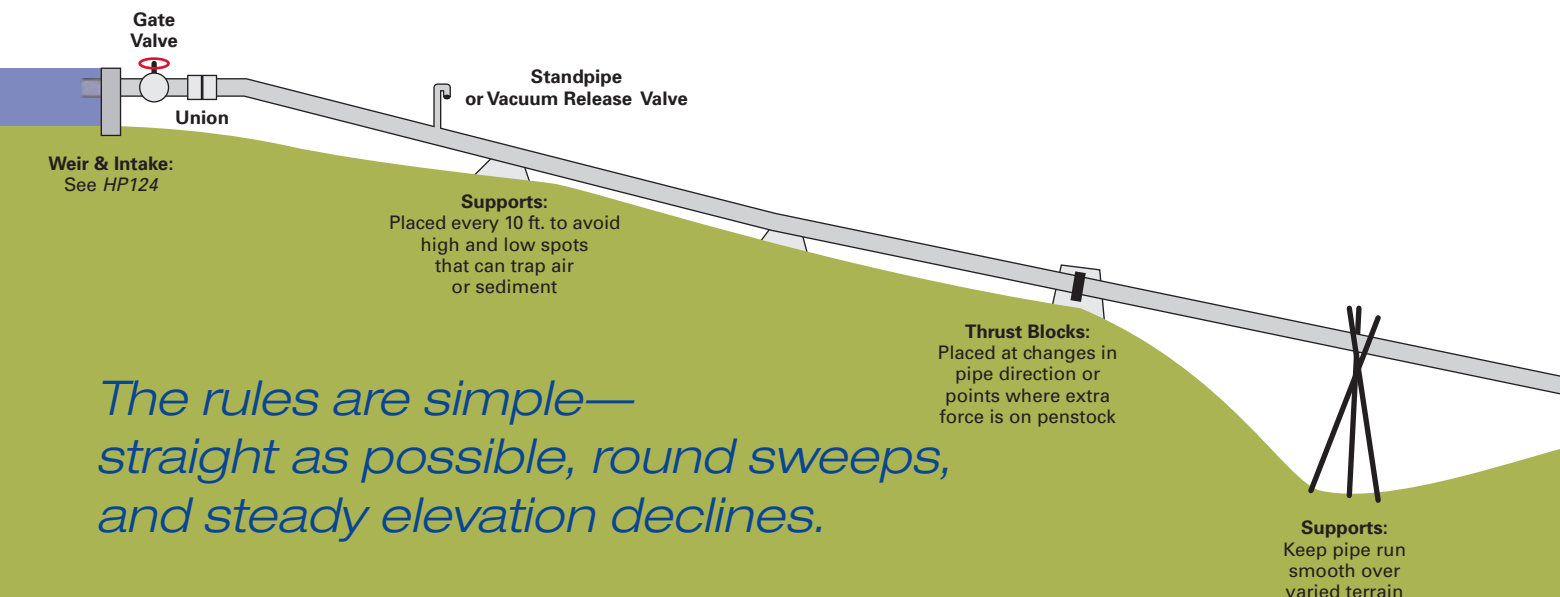 Gate
Valve
Standpipe
or Vacuum Release Valve
Union
Weir & Intake:
See HP124
Supports:
Placed every 10 ft. to avoid
high and low spots
that can trap air
or sediment
Thrust Blocks:
Placed at changes in
pipe direction or
points where extra
force is on penstock
The rules are simple—
straight as possible, round sweeps,
and steady elevation declines.
Supports:
Keep pipe run
smooth over
varied terrain